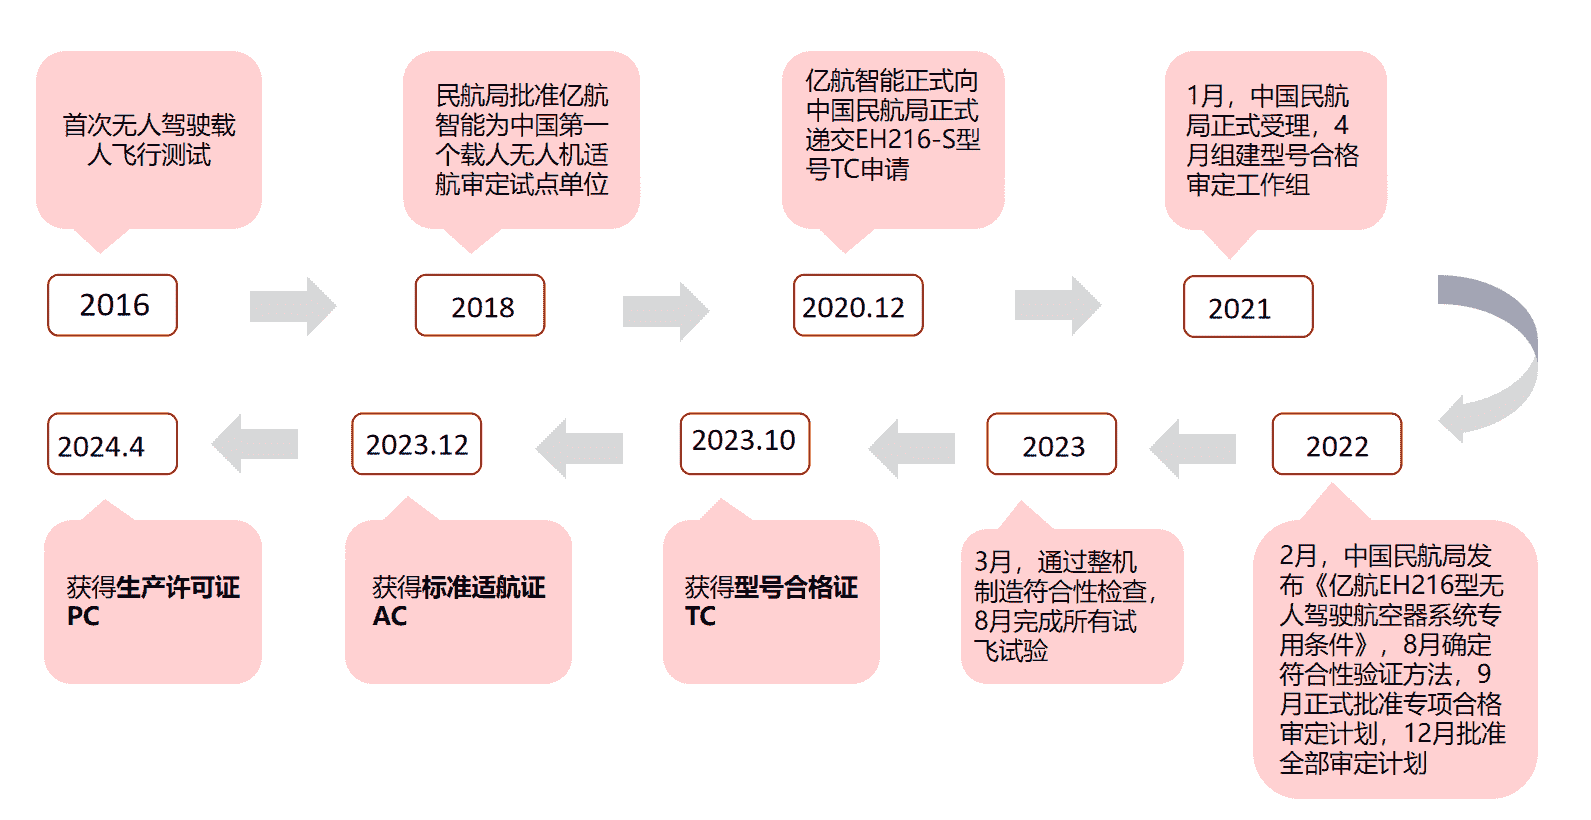 首次无人驾驶载
人飞行测试
民航局批准亿航
智能为中国第一
个载人无人机适
航审定试点单位
亿航智能正式向
中国民航局正式
递交EH216-S型
号TC申请
1月，中国民航
局正式受理，4
月组建型号合格
审定工作组
2016
2018
2020.12
2021
2022
2023
2023.10
2023.12
2024.4
2月，中国民航局发
布《亿航EH216型无
人驾驶航空器系统专
用条件》，8月确定
符合性验证方法，9
月正式批准专项合格
审定计划，12月批准
全部审定计划
3月，通过整机
制造符合性检查，
8月完成所有试
飞试验
获得型号合格证
TC
获得标准适航证
AC
获得生产许可证
PC